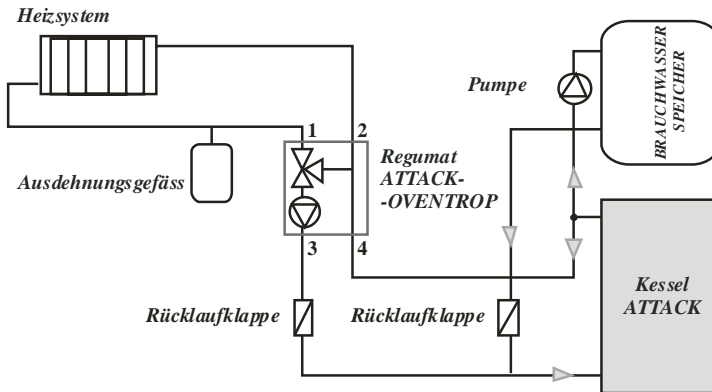 Heizsystem
Pumpe
BRAUCHWASSER
SPEICHER
1
2
Regumat
ATTACK-
-OVENTROP
Ausdehnungsgefäss
3
4
Kessel
ATTACK
Rücklaufklappe
Rücklaufklappe